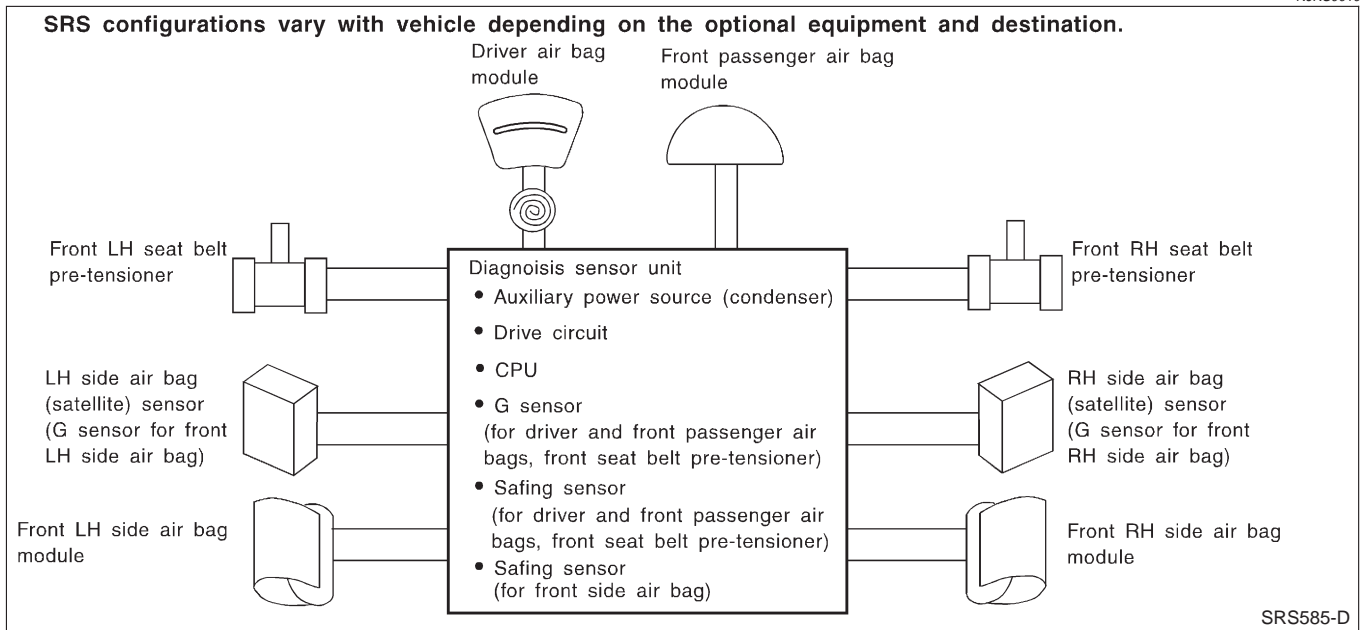 SRS configurations vary with vehicle depending on the optional equipment and destination.
Driver air bag
module
Front passenger air bag
module
Front LH seat belt
pre-tensioner
Front RH seat belt
pre-tensioner
Diagnoisis sensor unit
• Auxiliary power source (condenser)
• Drive circuit
• CPU
• G sensor
(for driver and front passenger air
bags, front seat belt pre-tensioner)
• Safing sensor
(for driver and front passenger air
bags, front seat belt pre-tensioner)
• Safing sensor
(for front side air bag)
LH side air bag
(satellite) sensor
(G sensor for front
LH side air bag)
RH side air bag
(satellite) sensor
(G sensor for front
RH side air bag)
Front LH side air bag
module
Front RH side air bag
module
SRS585-D